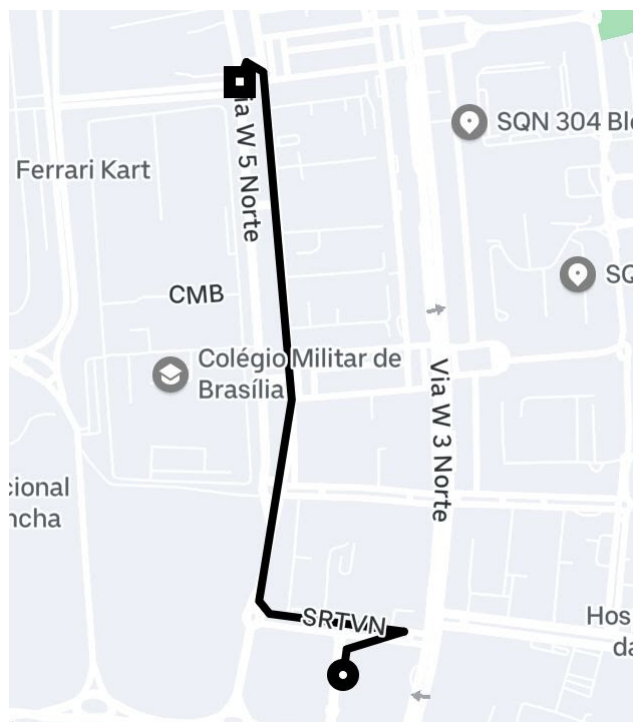 Via W 5 Norte
SQN 304 Blo
Ferrari Kart
SQ
CMB
Colégio Militar de
Brasília
Via W 3 Norte
cional
ncha
SRTVN
Hos
da